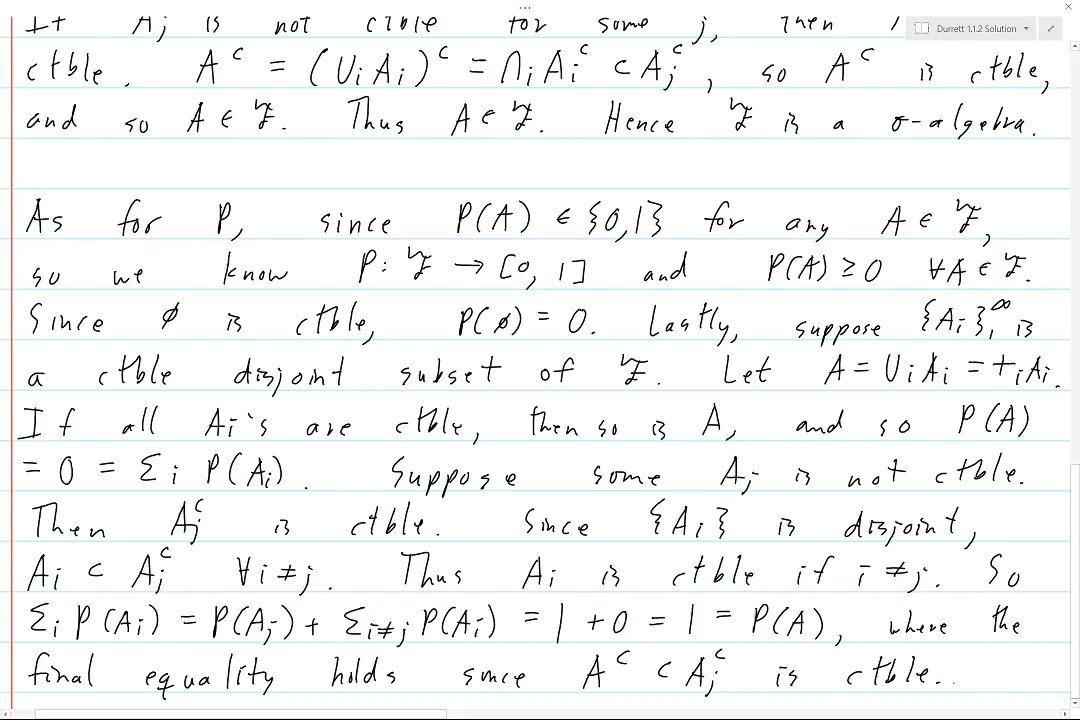 Durrett 1.1.2 Solution
If Aj is not ctble for some j, then
ctble. A^c = (∪i Ai)^c = ∩i Ai^c ⊂ Aj^c, so A^c is ctble,
and so A ∈ ℱ. Thus A ∈ ℱ. Hence ℱ is a σ-algebra.
As for P, since P(A) ∈ {0,1} for any A ∈ ℱ,
so we know P: ℱ → [0, 1] and P(A) ≥ 0 ∀A ∈ ℱ.
Since ∅ is ctble, P(∅) = 0. Lastly, suppose {Ai}₁^∞ is
a ctble disjoint subset of ℱ. Let A = ∪i Ai = +i Ai.
If all Ai's are ctble, then so is A, and so P(A)
= 0 = Σi P(Ai). Suppose some Aj is not ctble.
Then Aj^c is ctble. Since {Ai} is disjoint,
Ai ⊂ Aj^c ∀i ≠ j. Thus Ai is ctble if i ≠ j. So
Σi P(Ai) = P(Aj) + Σi≠j P(Ai) = 1 + 0 = 1 = P(A), where the
final equality holds since A^c ⊂ Aj^c is ctble..